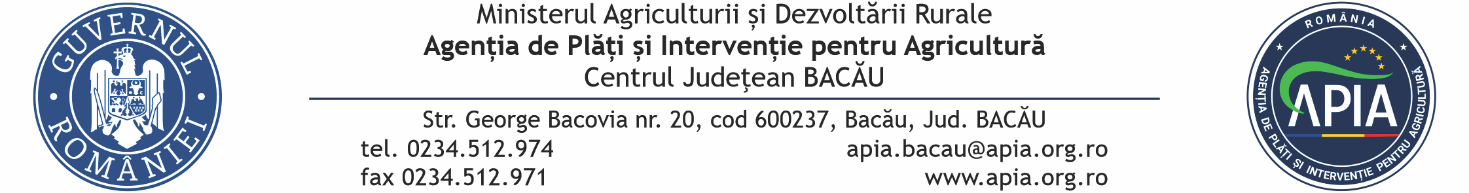 GUVERNUL ROMÂNIEI
Ministerul Agriculturii și Dezvoltării Rurale
Agenția de Plăți și Intervenție pentru Agricultură
Centrul Județean BACĂU
Str. George Bacovia nr. 20, cod 600237, Bacău, Jud. BACĂU
tel. 0234.512.974 apia.bacau@apia.org.ro
fax 0234.512.971 www.apia.org.ro
ROMÂNIA
APIA
AGENȚIA DE PLĂȚI ȘI INTERVENȚIE PENTRU AGRICULTURĂ